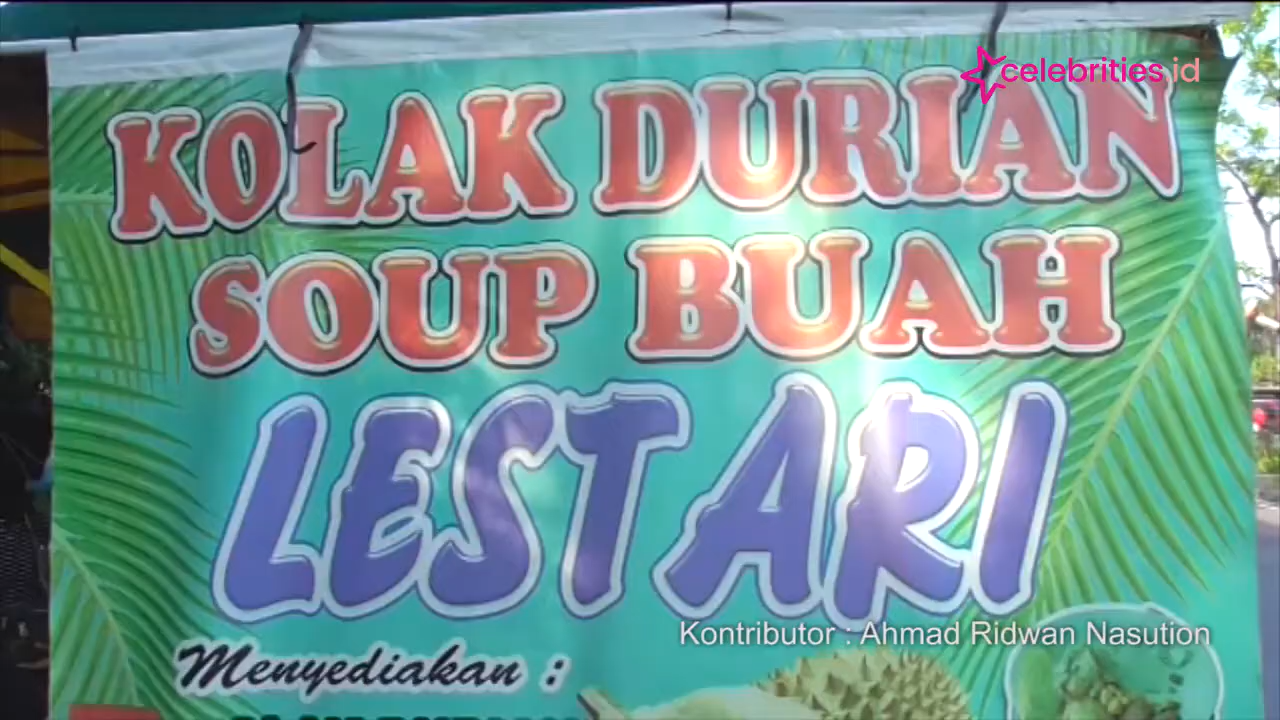 celebrities.id
KOLAK DURIAN
SOUP BUAH
LESTARI
Kontributor : Ahmad Ridwan Nasution
Menyediakan :